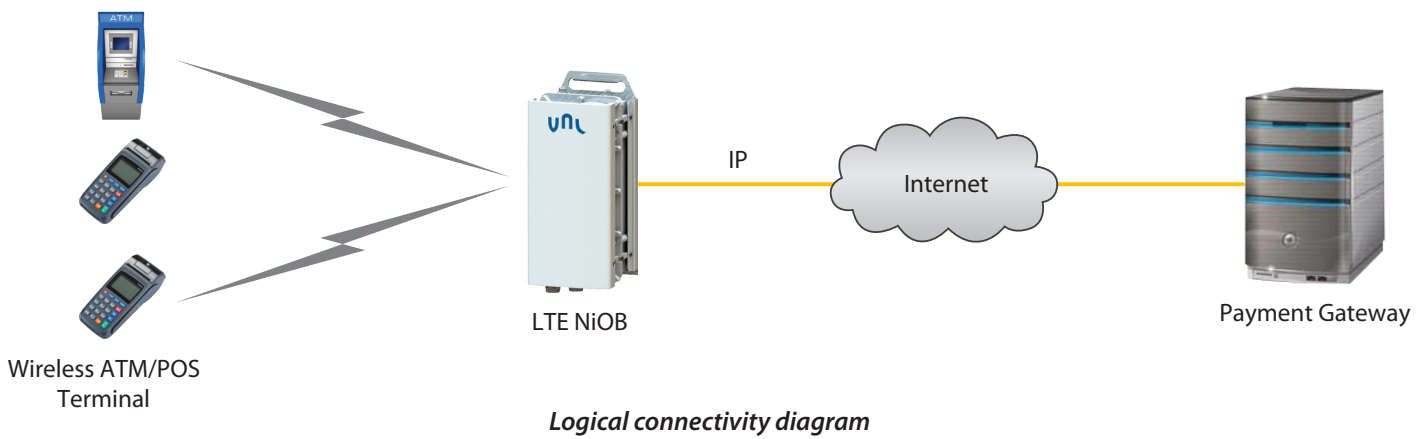 ATM
vnl
IP
Internet
LTE NiOB
Payment Gateway
Wireless ATM/POS
Terminal
Logical connectivity diagram